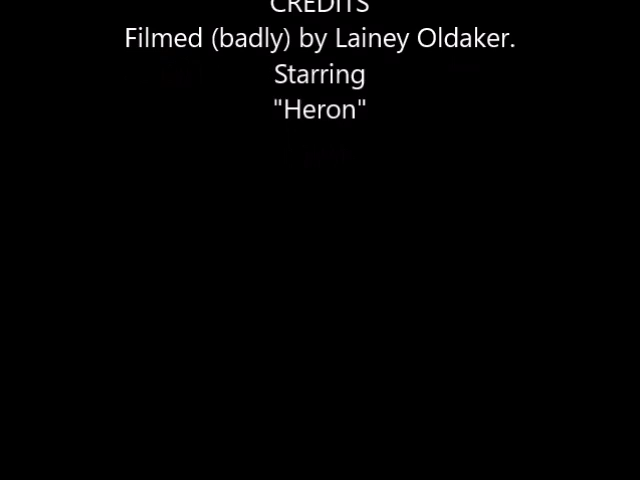 CREDITS
Filmed (badly) by Lainey Oldaker.
Starring
"Heron"